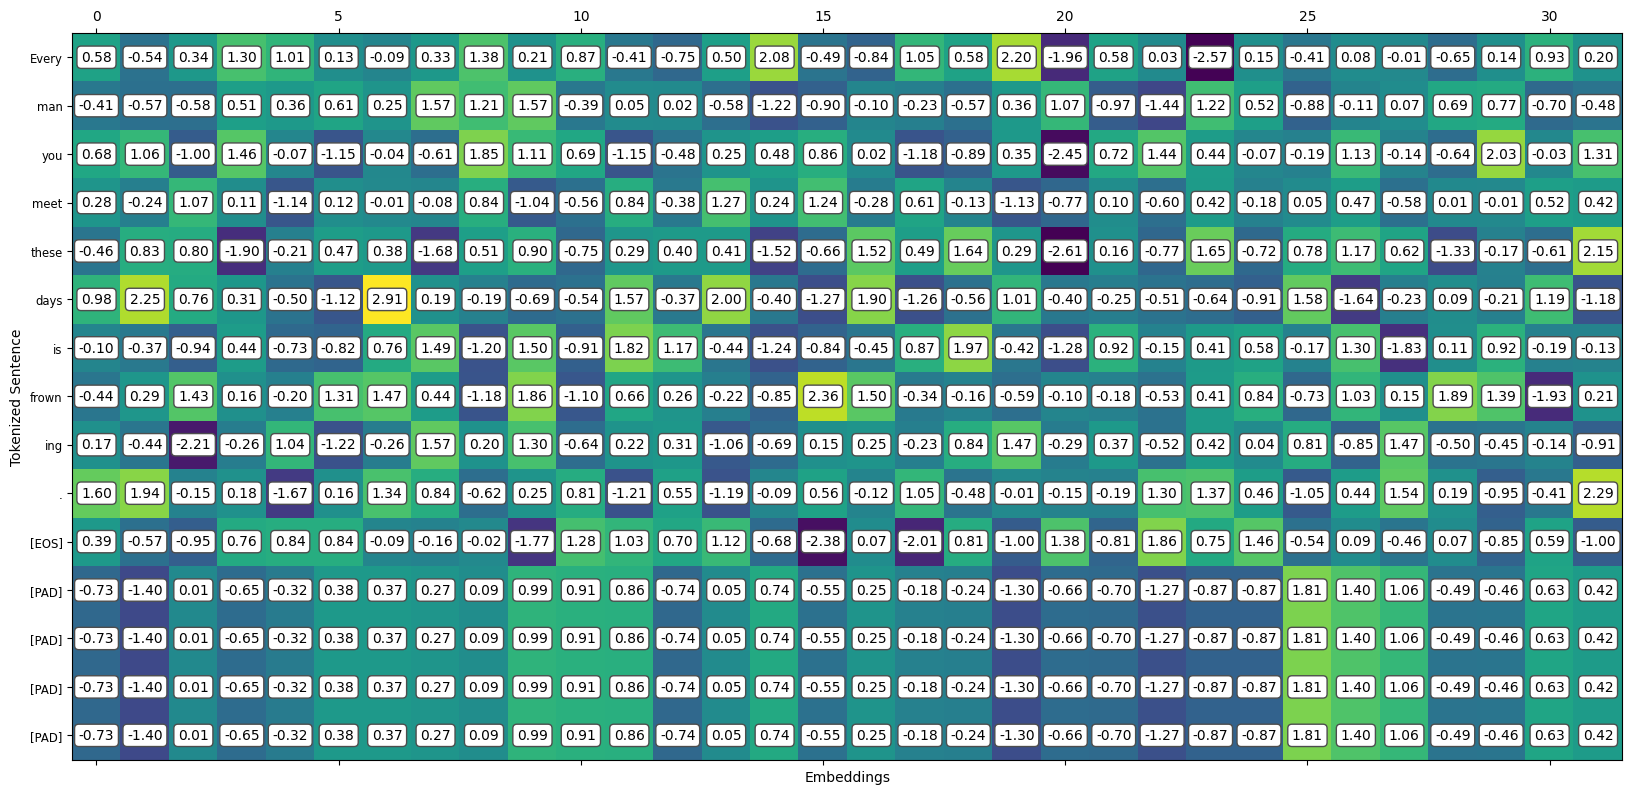 0 5 10 15 20 25 30
Every 0.58 -0.54 0.34 1.30 1.01 0.13 -0.09 0.33 1.38 0.21 0.87 -0.41 -0.75 0.50 2.08 -0.49 -0.84 1.05 0.58 2.20 -1.96 0.58 0.03 -2.57 0.15 -0.41 0.08 -0.01 -0.65 0.14 0.93 0.20
man -0.41 -0.57 -0.58 0.51 0.36 0.61 0.25 1.57 1.21 1.57 -0.39 0.05 0.02 -0.58 -1.22 -0.90 -0.10 -0.23 -0.57 0.36 1.07 -0.97 -1.44 1.22 0.52 -0.88 -0.11 0.07 0.69 0.77 -0.70 -0.48
you 0.68 1.06 -1.00 1.46 -0.07 -1.15 -0.04 -0.61 1.85 1.11 0.69 -1.15 -0.48 0.25 0.48 0.86 0.02 -1.18 -0.89 0.35 -2.45 0.72 1.44 0.44 -0.07 -0.19 1.13 -0.14 -0.64 2.03 -0.03 1.31
meet 0.28 -0.24 1.07 0.11 -1.14 0.12 -0.01 -0.08 0.84 -1.04 -0.56 0.84 -0.38 1.27 0.24 1.24 -0.28 0.61 -0.13 -1.13 -0.77 0.10 -0.60 0.42 -0.18 0.05 0.47 -0.58 0.01 -0.01 0.52 0.42
these -0.46 0.83 0.80 -1.90 -0.21 0.47 0.38 -1.68 0.51 0.90 -0.75 0.29 0.40 0.41 -1.52 -0.66 1.52 0.49 1.64 0.29 -2.61 0.16 -0.77 1.65 -0.72 0.78 1.17 0.62 -1.33 -0.17 -0.61 2.15
days 0.98 2.25 0.76 0.31 -0.50 -1.12 2.91 0.19 -0.19 -0.69 -0.54 1.57 -0.37 2.00 -0.40 -1.27 1.90 -1.26 -0.56 1.01 -0.40 -0.25 -0.51 -0.64 -0.91 1.58 -1.64 -0.23 0.09 -0.21 1.19 -1.18
is -0.10 -0.37 -0.94 0.44 -0.73 -0.82 0.76 1.49 -1.20 1.50 -0.91 1.82 1.17 -0.44 -1.24 -0.84 -0.45 0.87 1.97 -0.42 -1.28 0.92 -0.15 0.41 0.58 -0.17 1.30 -1.83 0.11 0.92 -0.19 -0.13
frown -0.44 0.29 1.43 0.16 -0.20 1.31 1.47 0.44 -1.18 1.86 -1.10 0.66 0.26 -0.22 -0.85 2.36 1.50 -0.34 -0.16 -0.59 -0.10 -0.18 -0.53 0.41 0.84 -0.73 1.03 0.15 1.89 1.39 -1.93 0.21
ing 0.17 -0.44 -2.21 -0.26 1.04 -1.22 -0.26 1.57 0.20 1.30 -0.64 0.22 0.31 -1.06 -0.69 0.15 0.25 -0.23 0.84 1.47 -0.29 0.37 -0.52 0.42 0.04 0.81 -0.85 1.47 -0.50 -0.45 -0.14 -0.91
. 1.60 1.94 -0.15 0.18 -1.67 0.16 1.34 0.84 -0.62 0.25 0.81 -1.21 0.55 -1.19 -0.09 0.56 -0.12 1.05 -0.48 -0.01 -0.15 -0.19 1.30 1.37 0.46 -1.05 0.44 1.54 0.19 -0.95 -0.41 2.29
[EOS] 0.39 -0.57 -0.95 0.76 0.84 0.84 -0.09 -0.16 -0.02 -1.77 1.28 1.03 0.70 1.12 -0.68 -2.38 0.07 -2.01 0.81 -1.00 1.38 -0.81 1.86 0.75 1.46 -0.54 0.09 -0.46 0.07 -0.85 0.59 -1.00
[PAD] -0.73 -1.40 0.01 -0.65 -0.32 0.38 0.37 0.27 0.09 0.99 0.91 0.86 -0.74 0.05 0.74 -0.55 0.25 -0.18 -0.24 -1.30 -0.66 -0.70 -1.27 -0.87 -0.87 1.81 1.40 1.06 -0.49 -0.46 0.63 0.42
[PAD] -0.73 -1.40 0.01 -0.65 -0.32 0.38 0.37 0.27 0.09 0.99 0.91 0.86 -0.74 0.05 0.74 -0.55 0.25 -0.18 -0.24 -1.30 -0.66 -0.70 -1.27 -0.87 -0.87 1.81 1.40 1.06 -0.49 -0.46 0.63 0.42
[PAD] -0.73 -1.40 0.01 -0.65 -0.32 0.38 0.37 0.27 0.09 0.99 0.91 0.86 -0.74 0.05 0.74 -0.55 0.25 -0.18 -0.24 -1.30 -0.66 -0.70 -1.27 -0.87 -0.87 1.81 1.40 1.06 -0.49 -0.46 0.63 0.42
[PAD] -0.73 -1.40 0.01 -0.65 -0.32 0.38 0.37 0.27 0.09 0.99 0.91 0.86 -0.74 0.05 0.74 -0.55 0.25 -0.18 -0.24 -1.30 -0.66 -0.70 -1.27 -0.87 -0.87 1.81 1.40 1.06 -0.49 -0.46 0.63 0.42
Tokenized Sentence
Embeddings